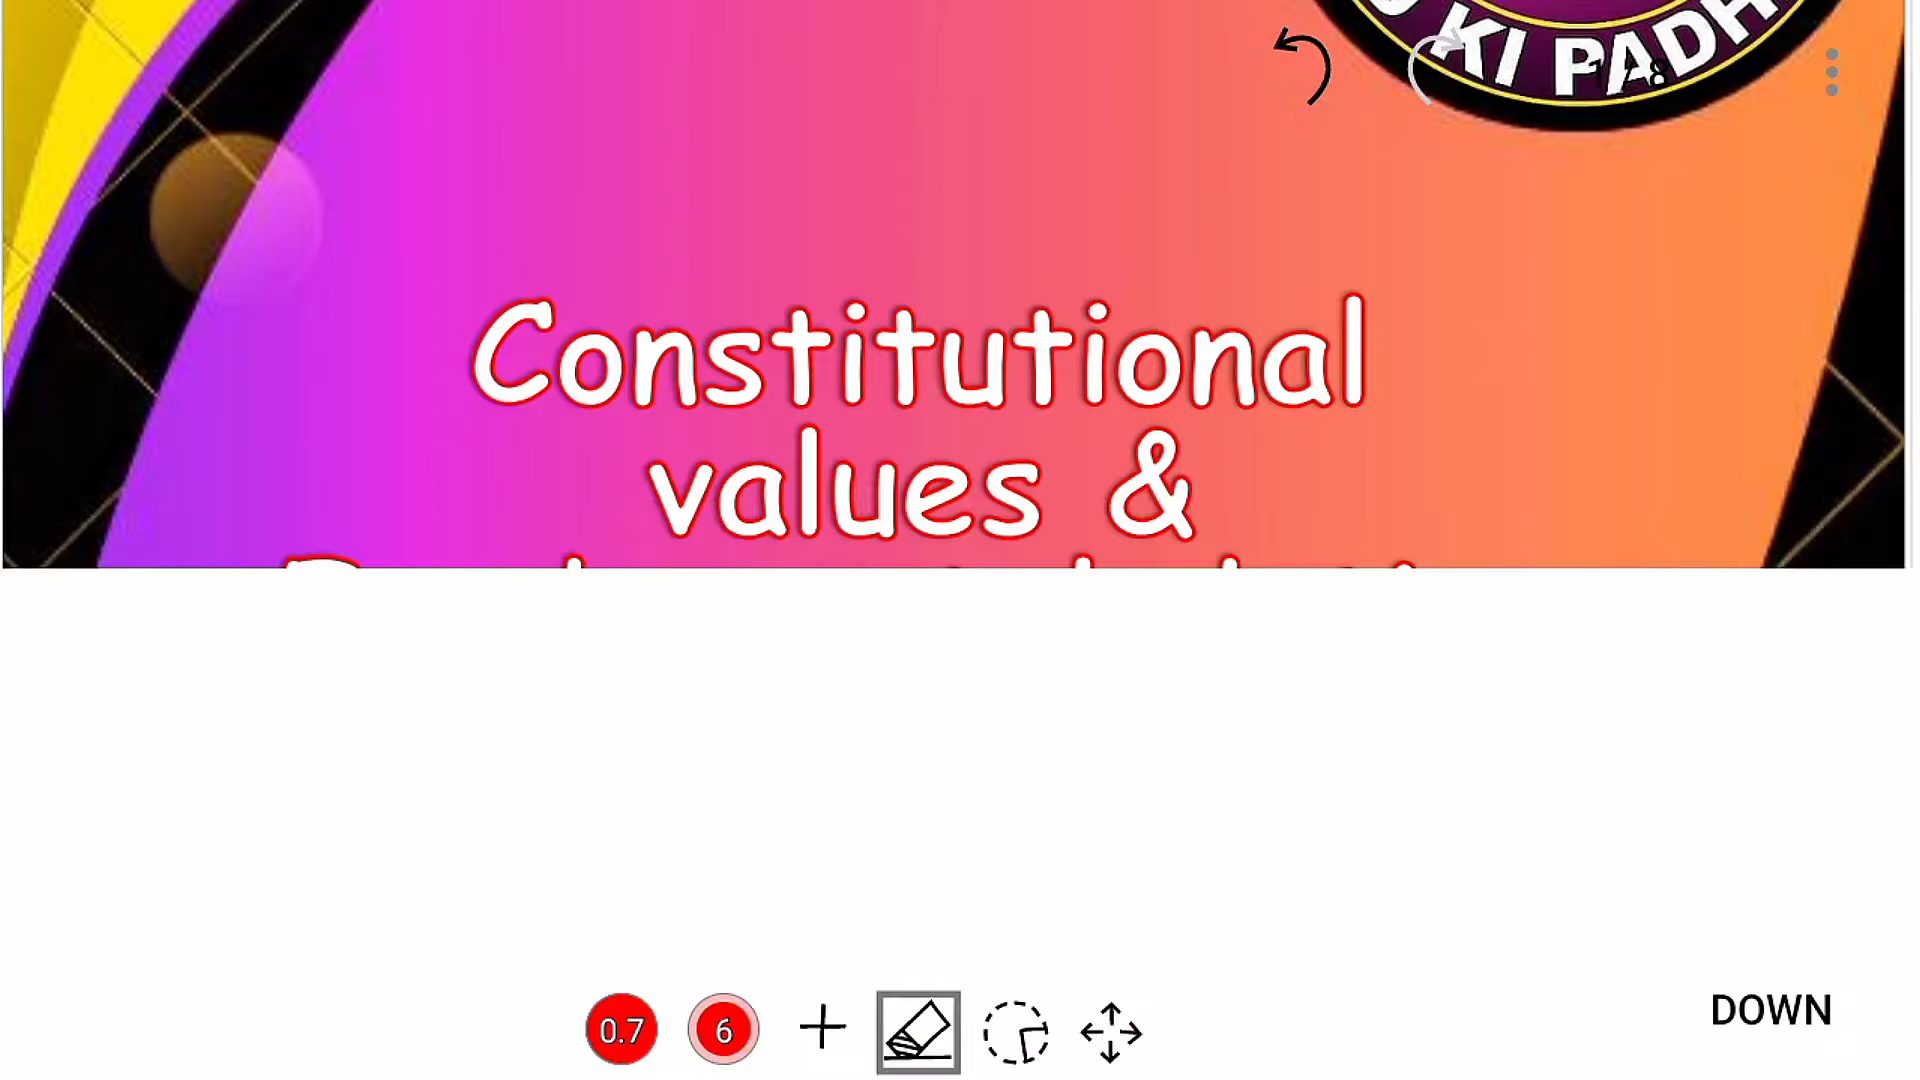 KI PADH
Constitutional
values &
0.7
6
DOWN